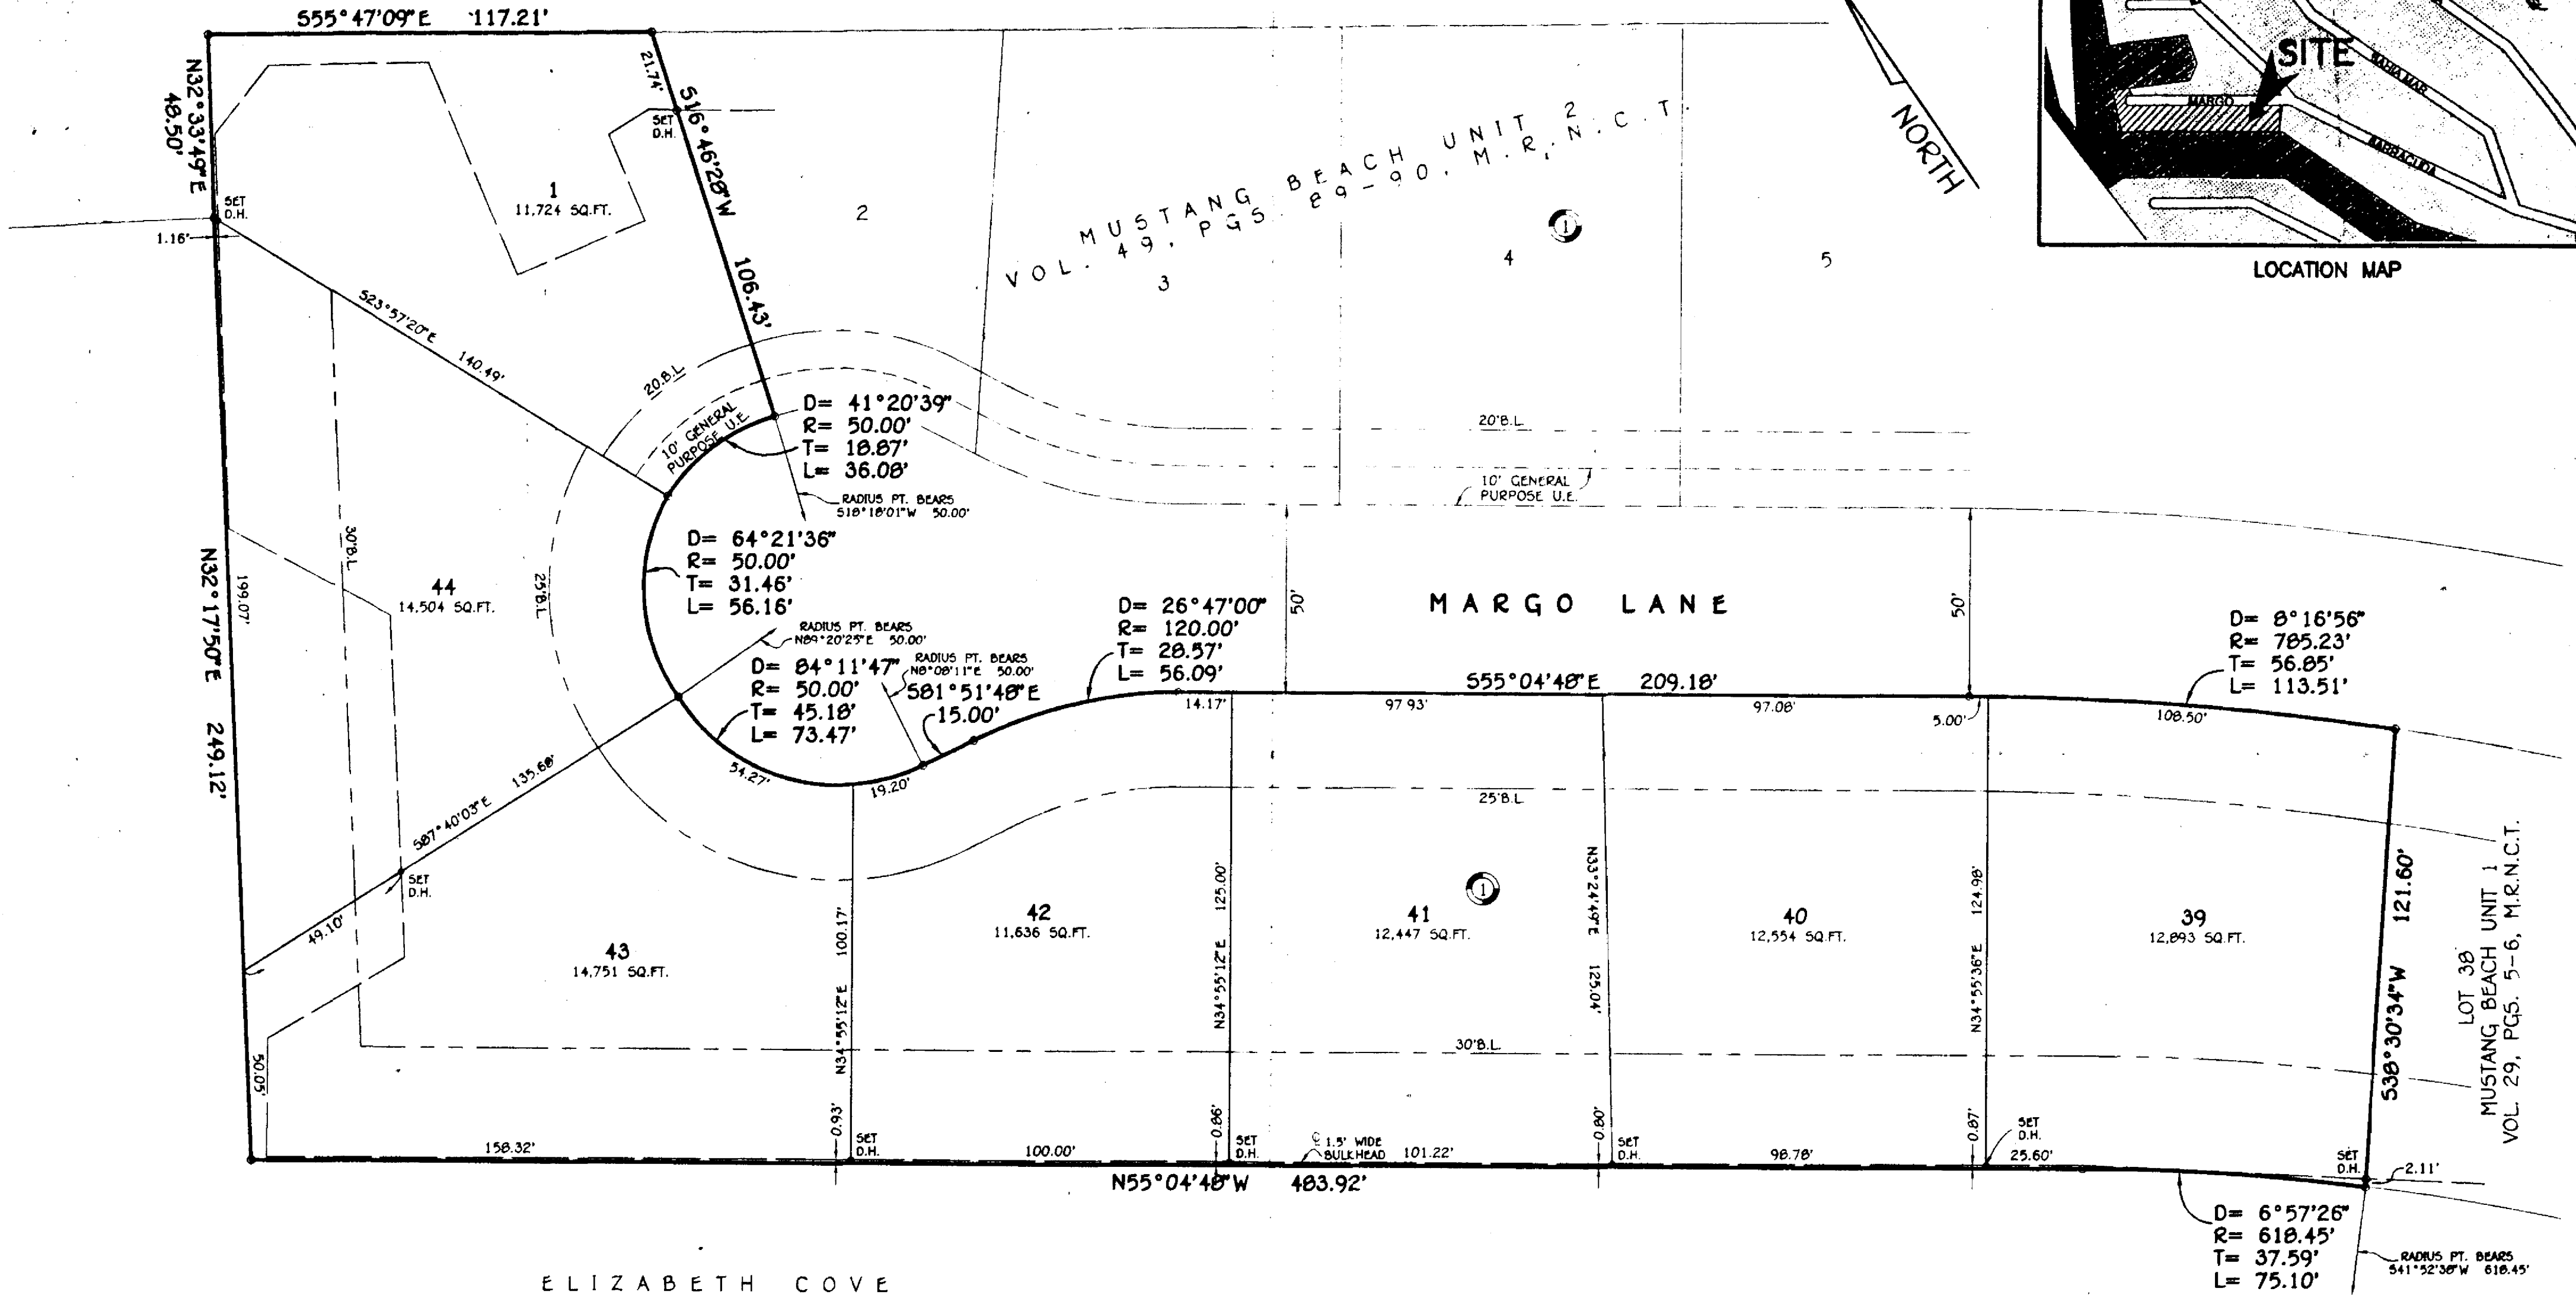 S55°47'09"E 117.21'
N32°33'49"E
48.50'
21.74'
S16°46'28"W
106.43'
SET
D.H.
SET
D.H.
1.16'
1
11,724 SQ.FT.
2
MUSTANG BEACH UNIT 2
VOL. 49, PGS. 89-90, M.R.N.C.T.
3
4
5
1
NORTH
SITE
MARGO
BAHIA MAR
BARRACUDA
LOCATION MAP
S23°57'20"E 140.49'
20.B.L.
10' GENERAL
PURPOSE U.E.
D= 41°20'39"
R= 50.00'
T= 18.87'
L= 36.08'
RADIUS PT. BEARS
S18°18'01"W 50.00'
20'B.L.
10' GENERAL
PURPOSE U.E.
N32°17'50"E 249.12'
199.07'
30'B.L.
44
14,504 SQ.FT.
25'B.L.
D= 64°21'36"
R= 50.00'
T= 31.46'
L= 56.16'
RADIUS PT. BEARS
N89°20'25"E 50.00'
D= 84°11'47"
R= 50.00'
T= 45.18'
L= 73.47'
RADIUS PT. BEARS
N8°08'11"E 50.00'
S81°51'48"E
15.00'
D= 26°47'00"
R= 120.00'
T= 28.57'
L= 56.09'
50'
MARGO LANE
50'
D= 8°16'56"
R= 785.23'
T= 56.85'
L= 113.51'
S55°04'48"E 209.18'
14.17'
97.93'
97.08'
5.00'
108.50'
54.27'
19.20'
S87°40'03"E 135.68'
SET
D.H.
49.10'
25'B.L.
43
14,751 SQ.FT.
N34°55'12"E 100.17'
42
11,636 SQ.FT.
N34°55'12"E 125.00'
41
12,447 SQ.FT.
1
N33°24'49"E 125.04'
40
12,554 SQ.FT.
N34°55'36"E 124.98'
39
12,893 SQ.FT.
S38°30'34"W 121.60'
LOT 38
MUSTANG BEACH UNIT 1
VOL. 29, PGS. 5-6, M.R.N.C.T.
30'B.L.
50.05'
158.32'
0.93'
SET
D.H.
100.00'
0.86'
SET
D.H.
℄ 1.5' WIDE
BULKHEAD
101.22'
0.80'
SET
D.H.
98.78'
0.87'
SET
D.H.
25.60'
SET
D.H.
2.11'
N55°04'48"W 483.92'
D= 6°57'26"
R= 618.45'
T= 37.59'
L= 75.10'
RADIUS PT. BEARS
S41°52'38"W 618.45'
ELIZABETH COVE